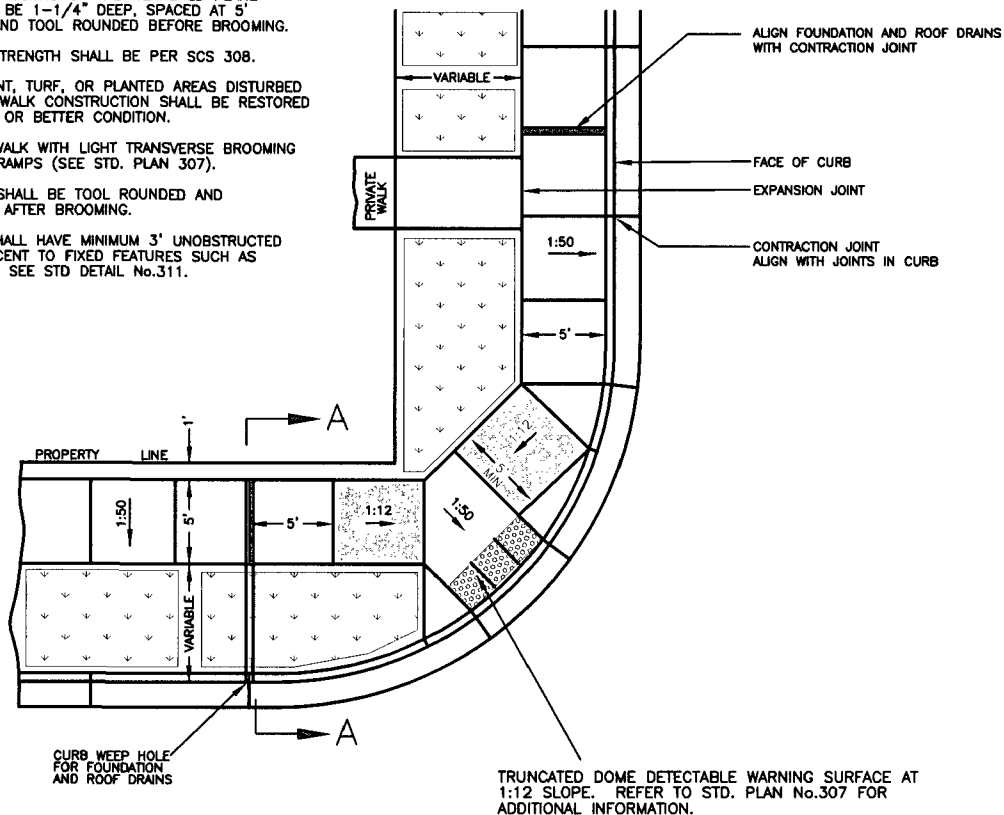 BE 1-1/4" DEEP, SPACED AT 5'
ND TOOL ROUNDED BEFORE BROOMING.
TRENGTH SHALL BE PER SCS 308.
NT, TURF, OR PLANTED AREAS DISTURBED
WALK CONSTRUCTION SHALL BE RESTORED
OR BETTER CONDITION.
WALK WITH LIGHT TRANSVERSE BROOMING
RAMPS (SEE STD. PLAN 307).
SHALL BE TOOL ROUNDED AND
AFTER BROOMING.
HALL HAVE MINIMUM 3' UNOBSTRUCTED
CENT TO FIXED FEATURES SUCH AS
SEE STD DETAIL No.311.
VARIABLE
ALIGN FOUNDATION AND ROOF DRAINS
WITH CONTRACTION JOINT
FACE OF CURB
EXPANSION JOINT
CONTRACTION JOINT
ALIGN WITH JOINTS IN CURB
PRIVATE
WALK
1:50
5'
A
1'
PROPERTY LINE
1:50
5'
5'
1:12
1:12
5'
MIN
1:50
VARIABLE
A
CURB WEEP HOLE
FOR FOUNDATION
AND ROOF DRAINS
TRUNCATED DOME DETECTABLE WARNING SURFACE AT
1:12 SLOPE. REFER TO STD. PLAN No.307 FOR
ADDITIONAL INFORMATION.